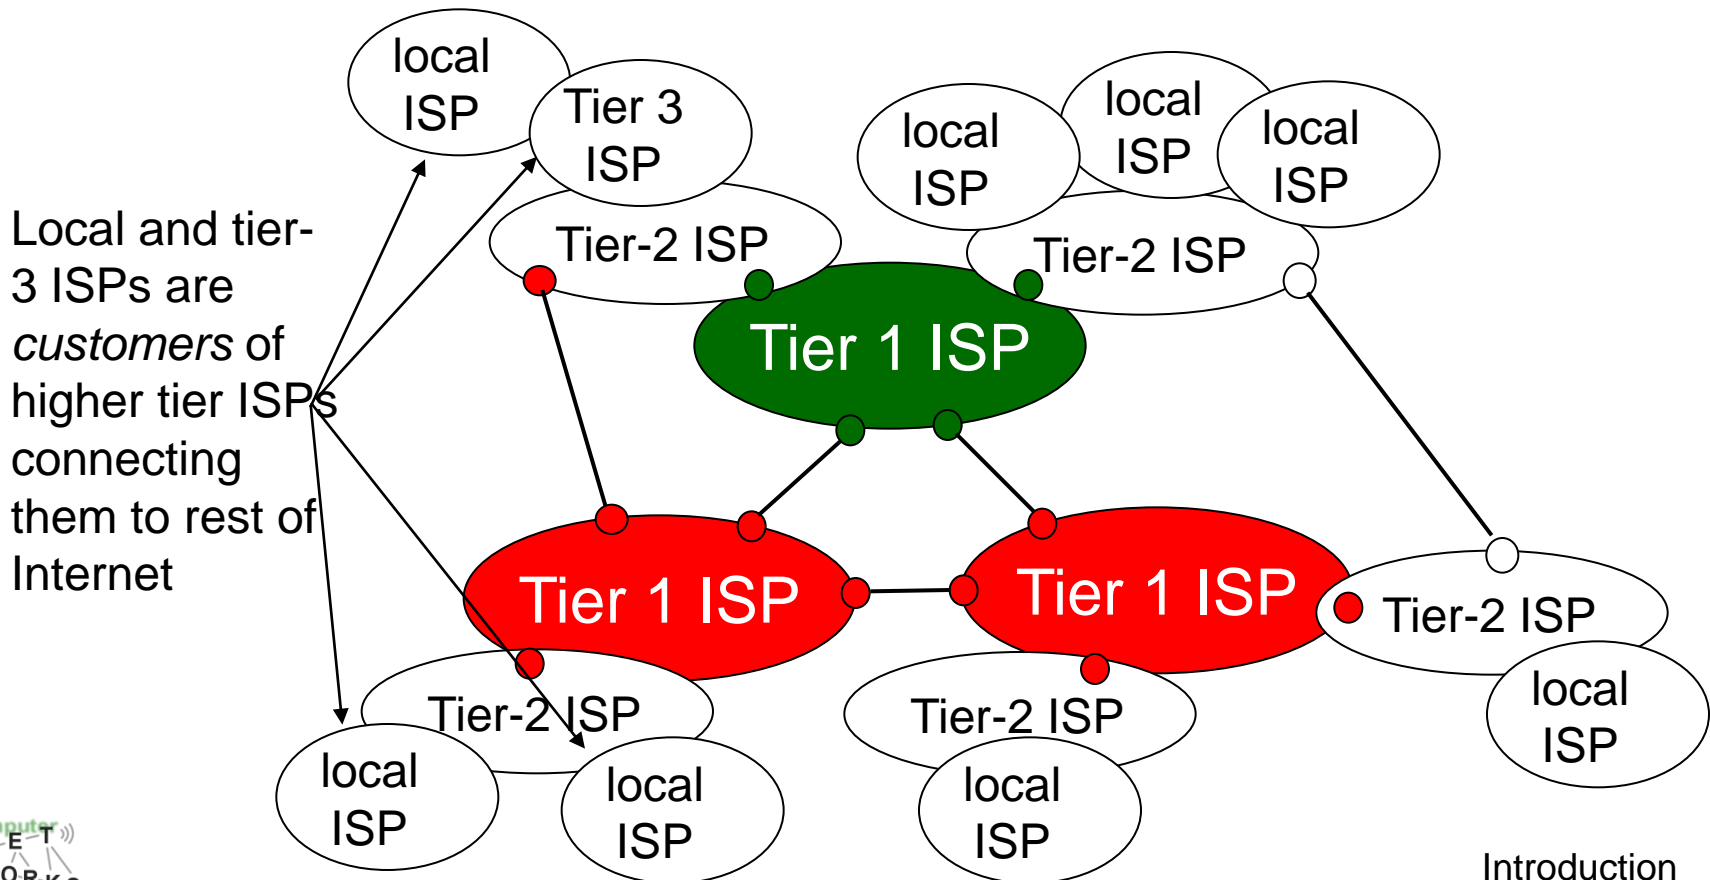 local
ISP
Tier 3
ISP
local
ISP
local
ISP
local
ISP
Local and tier-
3 ISPs are
customers of
higher tier ISPs
connecting
them to rest of
Internet
Tier-2 ISP
Tier-2 ISP
Tier 1 ISP
Tier 1 ISP
Tier 1 ISP
Tier-2 ISP
Tier-2 ISP
Tier-2 ISP
local
ISP
local
ISP
local
ISP
local
ISP
E T
Introduction